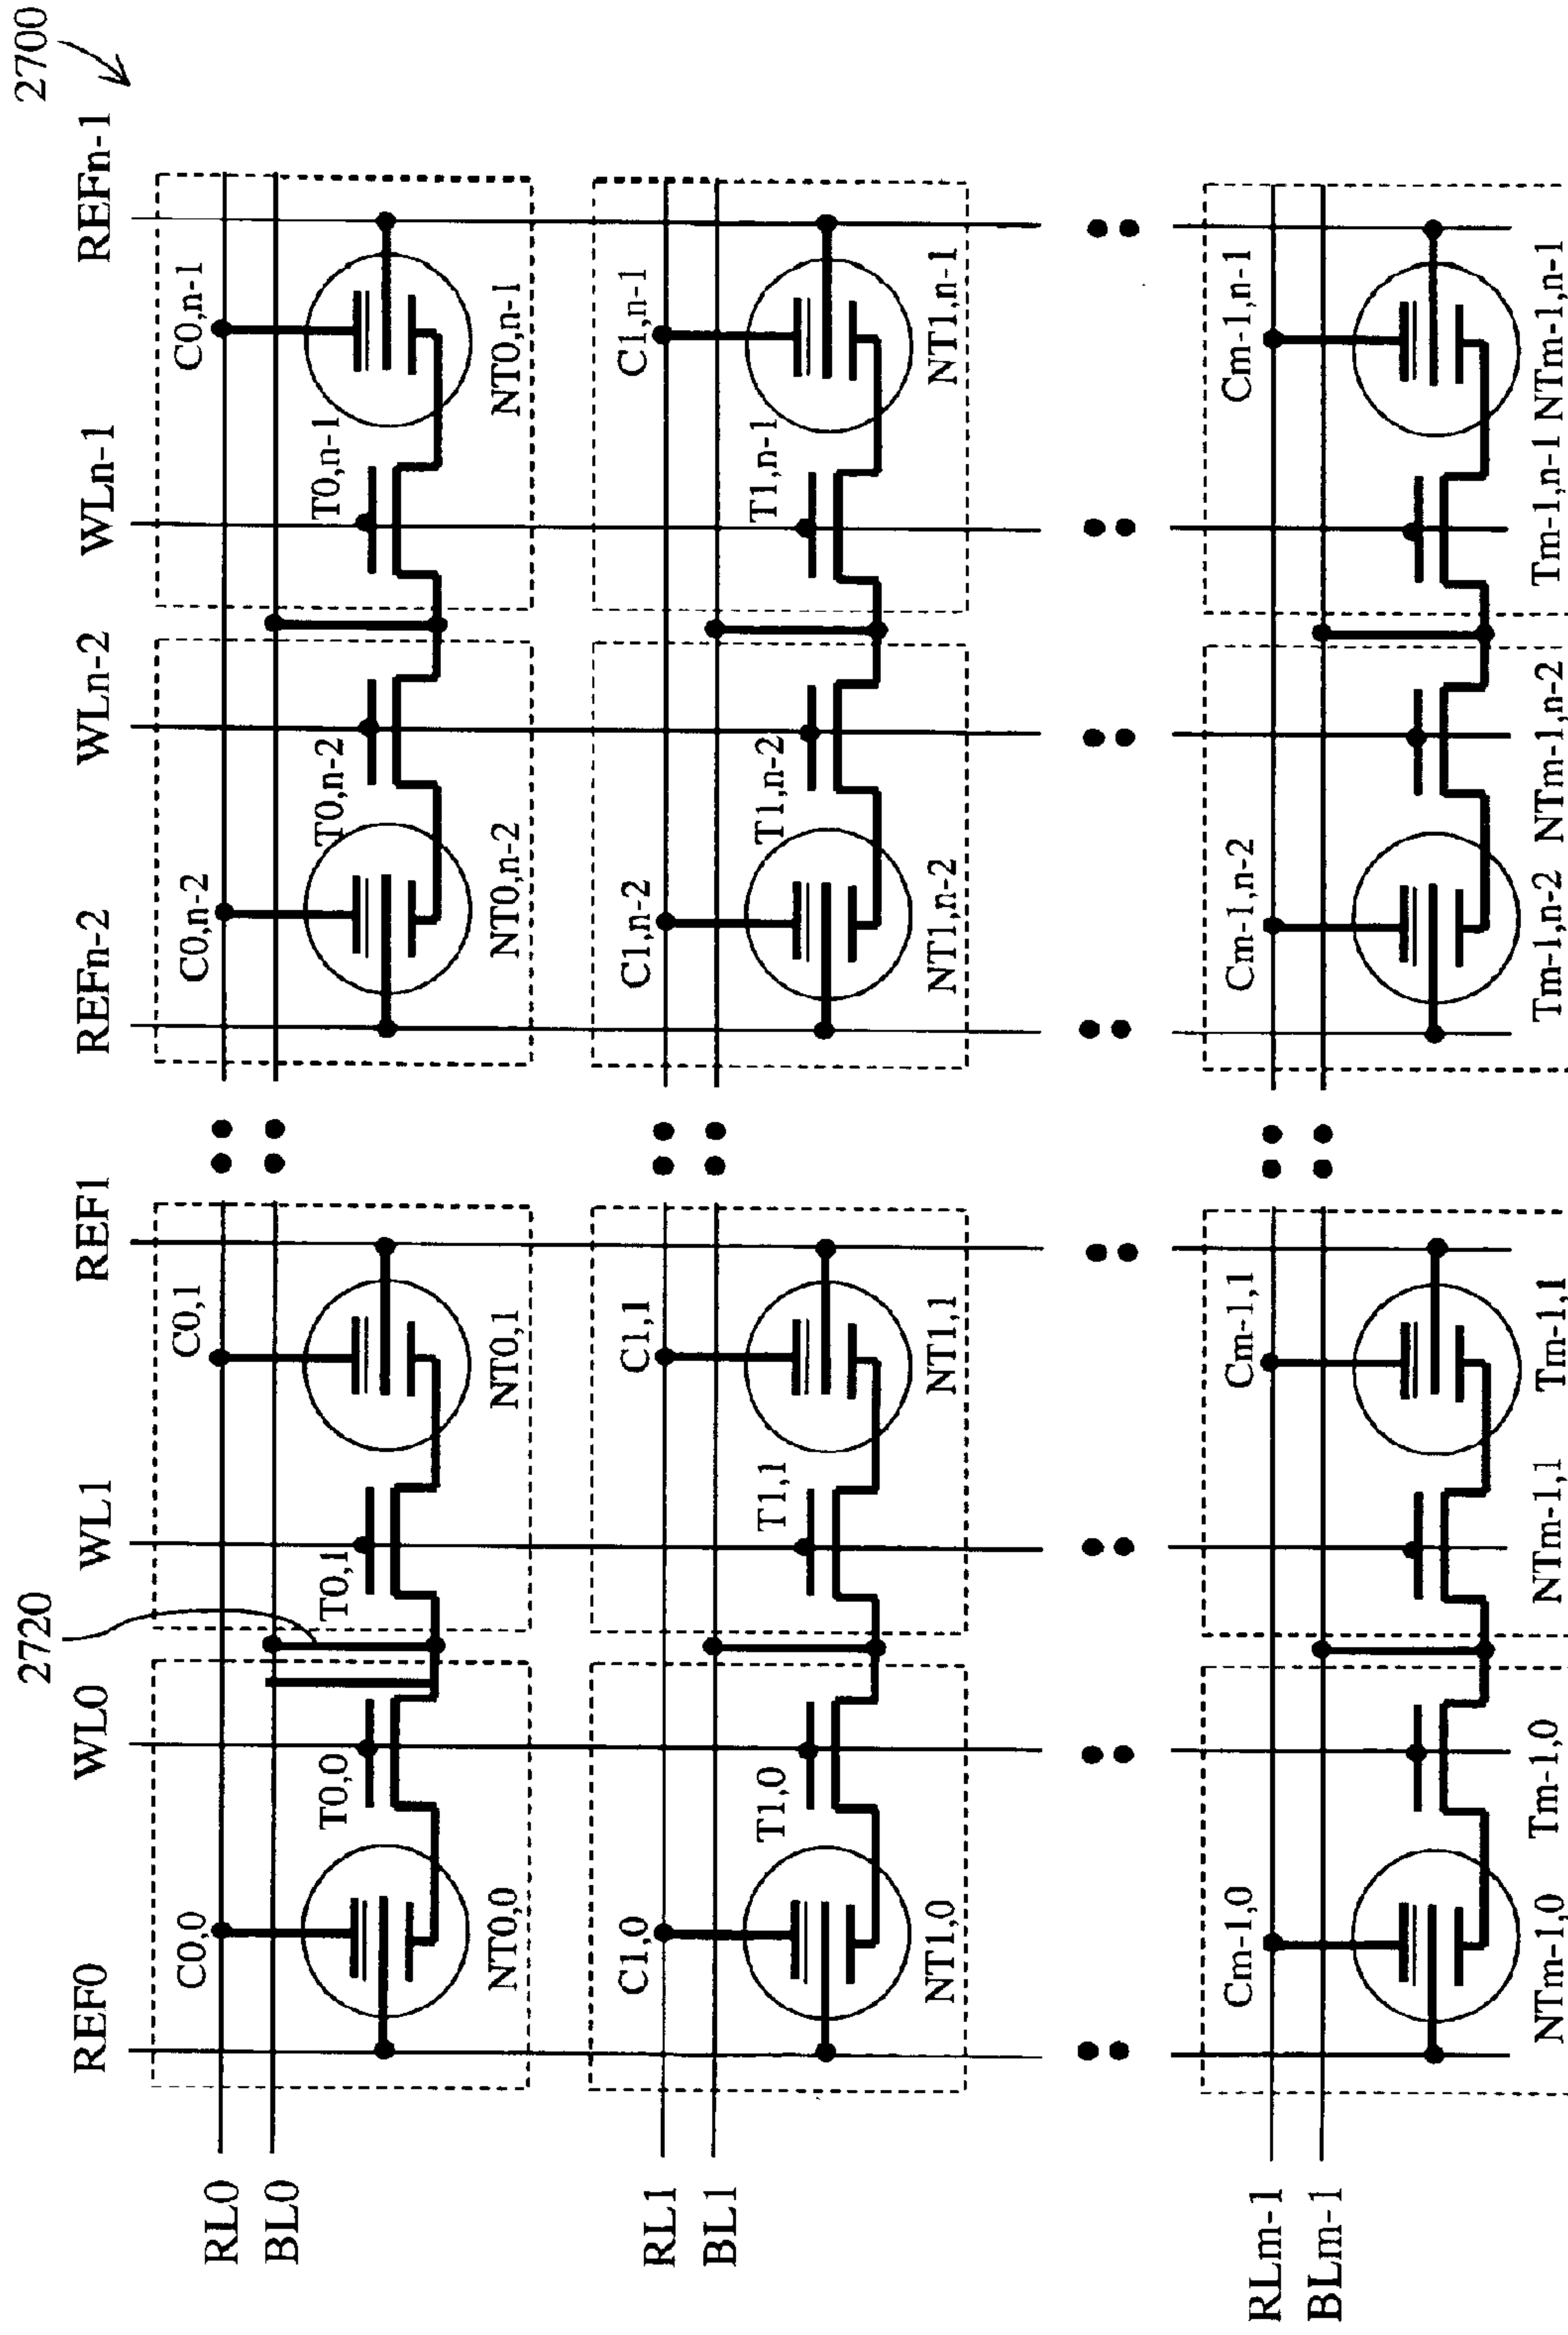 2700
REF0 WL0 WL1 REF1 REFn-2 WLn-2 WLn-1 REFn-1
2720
RL0
BL0
C0,0 C0,1 C0,n-2 C0,n-1
T0,0 T0,1 T0,n-2 T0,n-1
NT0,0 NT0,1 NT0,n-2 NT0,n-1
RL1
BL1
C1,0 C1,1 C1,n-2 C1,n-1
T1,0 T1,1 T1,n-2 T1,n-1
NT1,0 NT1,1 NT1,n-2 NT1,n-1
RLm-1
BLm-1
Cm-1,0 Cm-1,1 Cm-1,n-2 Cm-1,n-1
NTm-1,0 Tm-1,0 NTm-1,1 Tm-1,1 Tm-1,n-2 NTm-1,n-2 Tm-1,n-1 NTm-1,n-1